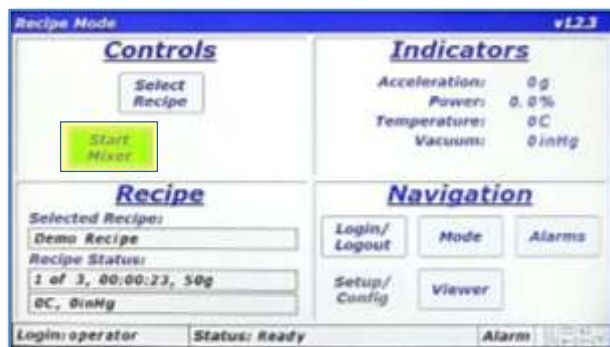 Recipe Mode v1.2.3
Controls
Select
Recipe
Start
Mixer
Indicators
Acceleration: 0g
Power: 0.0%
Temperature: 0C
Vacuum: 0inHg
Recipe
Selected Recipe:
Demo Recipe
Recipe Status:
1 of 3, 00:00:23, 50g
0C, 0inHg
Navigation
Login/
Logout
Mode
Alarms
Setup/
Config
Viewer
Login: operator
Status: Ready
Alarm